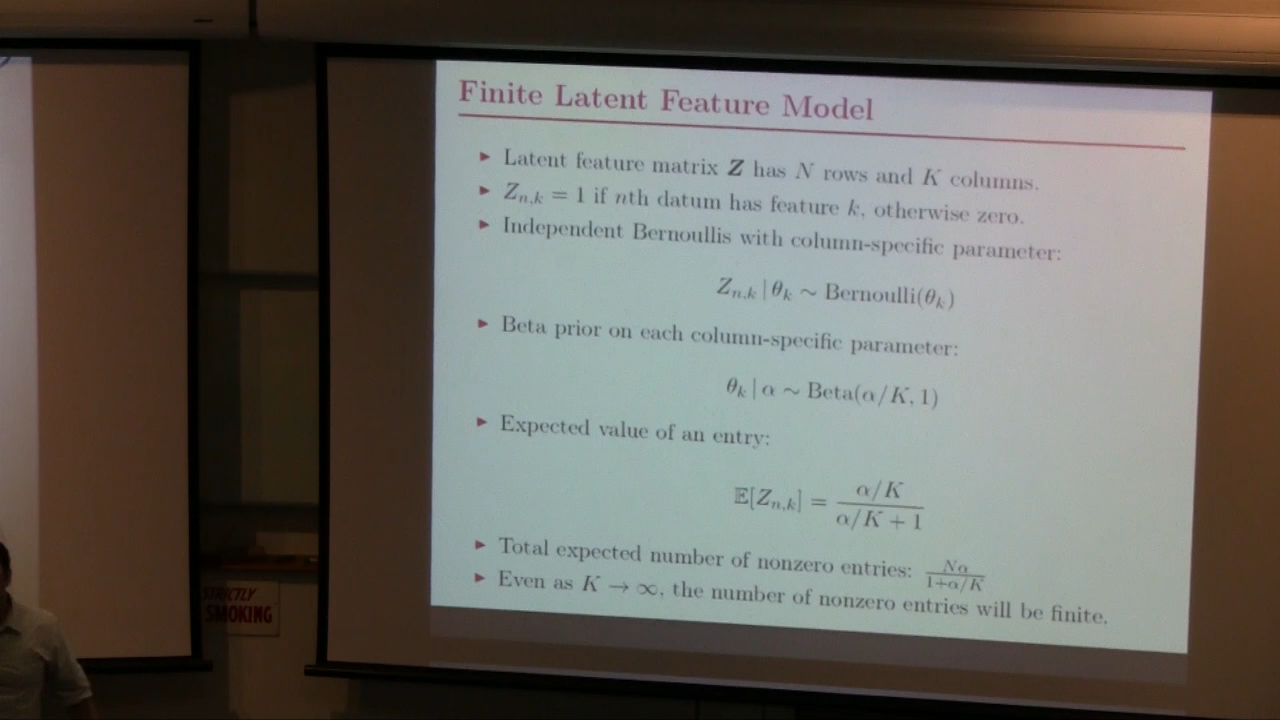 Finite Latent Feature Model
▶ Latent feature matrix Z has N rows and K columns.
▶ Z_{n,k} = 1 if nth datum has feature k, otherwise zero.
▶ Independent Bernoullis with column-specific parameter:
Z_{n,k} | θ_k ∼ Bernoulli(θ_k)
▶ Beta prior on each column-specific parameter:
θ_k | α ∼ Beta(α/K, 1)
▶ Expected value of an entry:
𝔼[Z_{n,k}] = \frac{α/K}{α/K + 1}
▶ Total expected number of nonzero entries: \frac{Nα}{1+α/K}
▶ Even as K → ∞, the number of nonzero entries will be finite.
STRICTLY
SMOKING